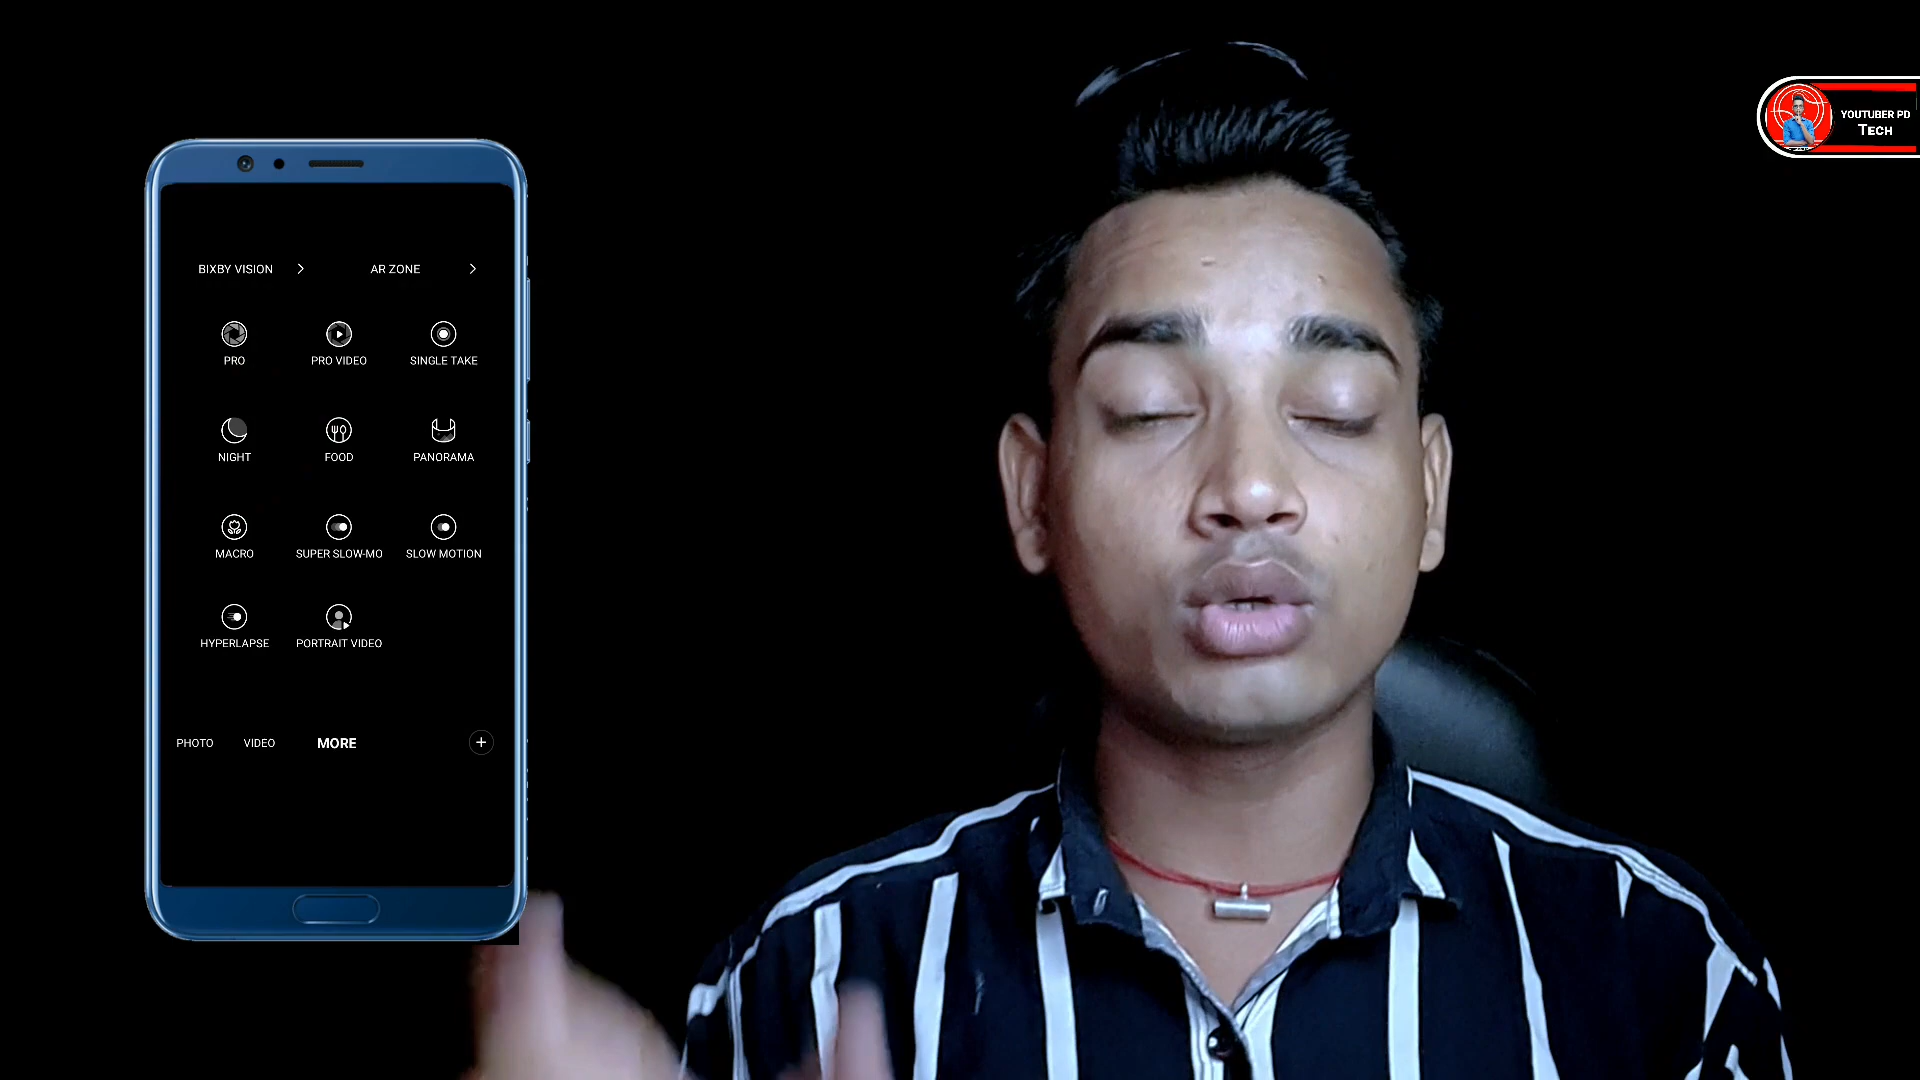 YOUTUBER PD
TECH
BIXBY VISION
AR ZONE
PRO
PRO VIDEO
SINGLE TAKE
NIGHT
FOOD
PANORAMA
MACRO
SUPER SLOW-MO
SLOW MOTION
HYPERLAPSE
PORTRAIT VIDEO
PHOTO
VIDEO
MORE